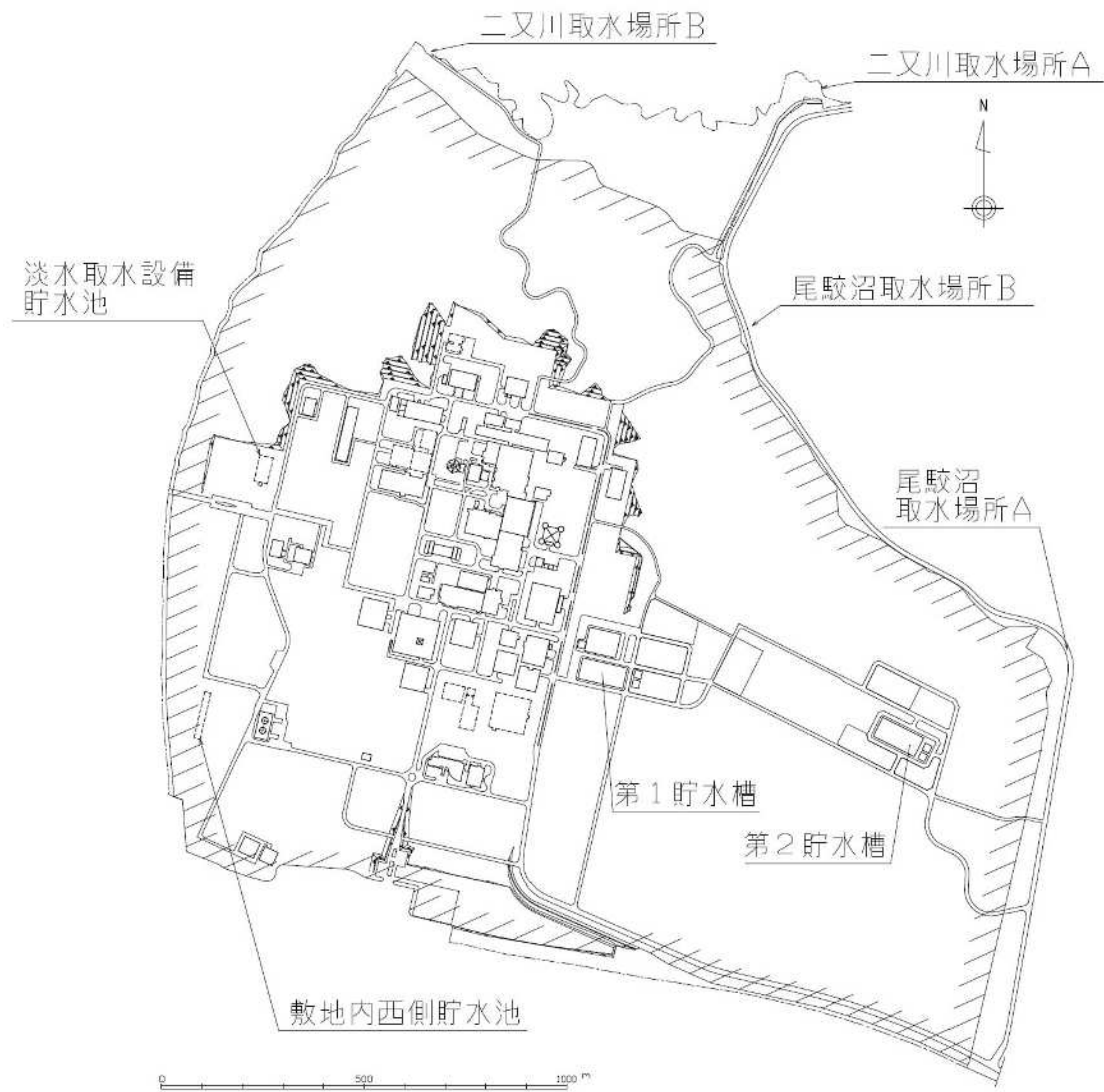 二又川取水場所B
二又川取水場所A
N
淡水取水設備
貯水池
尾駮沼取水場所B
尾駮沼
取水場所A
第1貯水槽
第2貯水槽
敷地内西側貯水池
0 500 1000 m